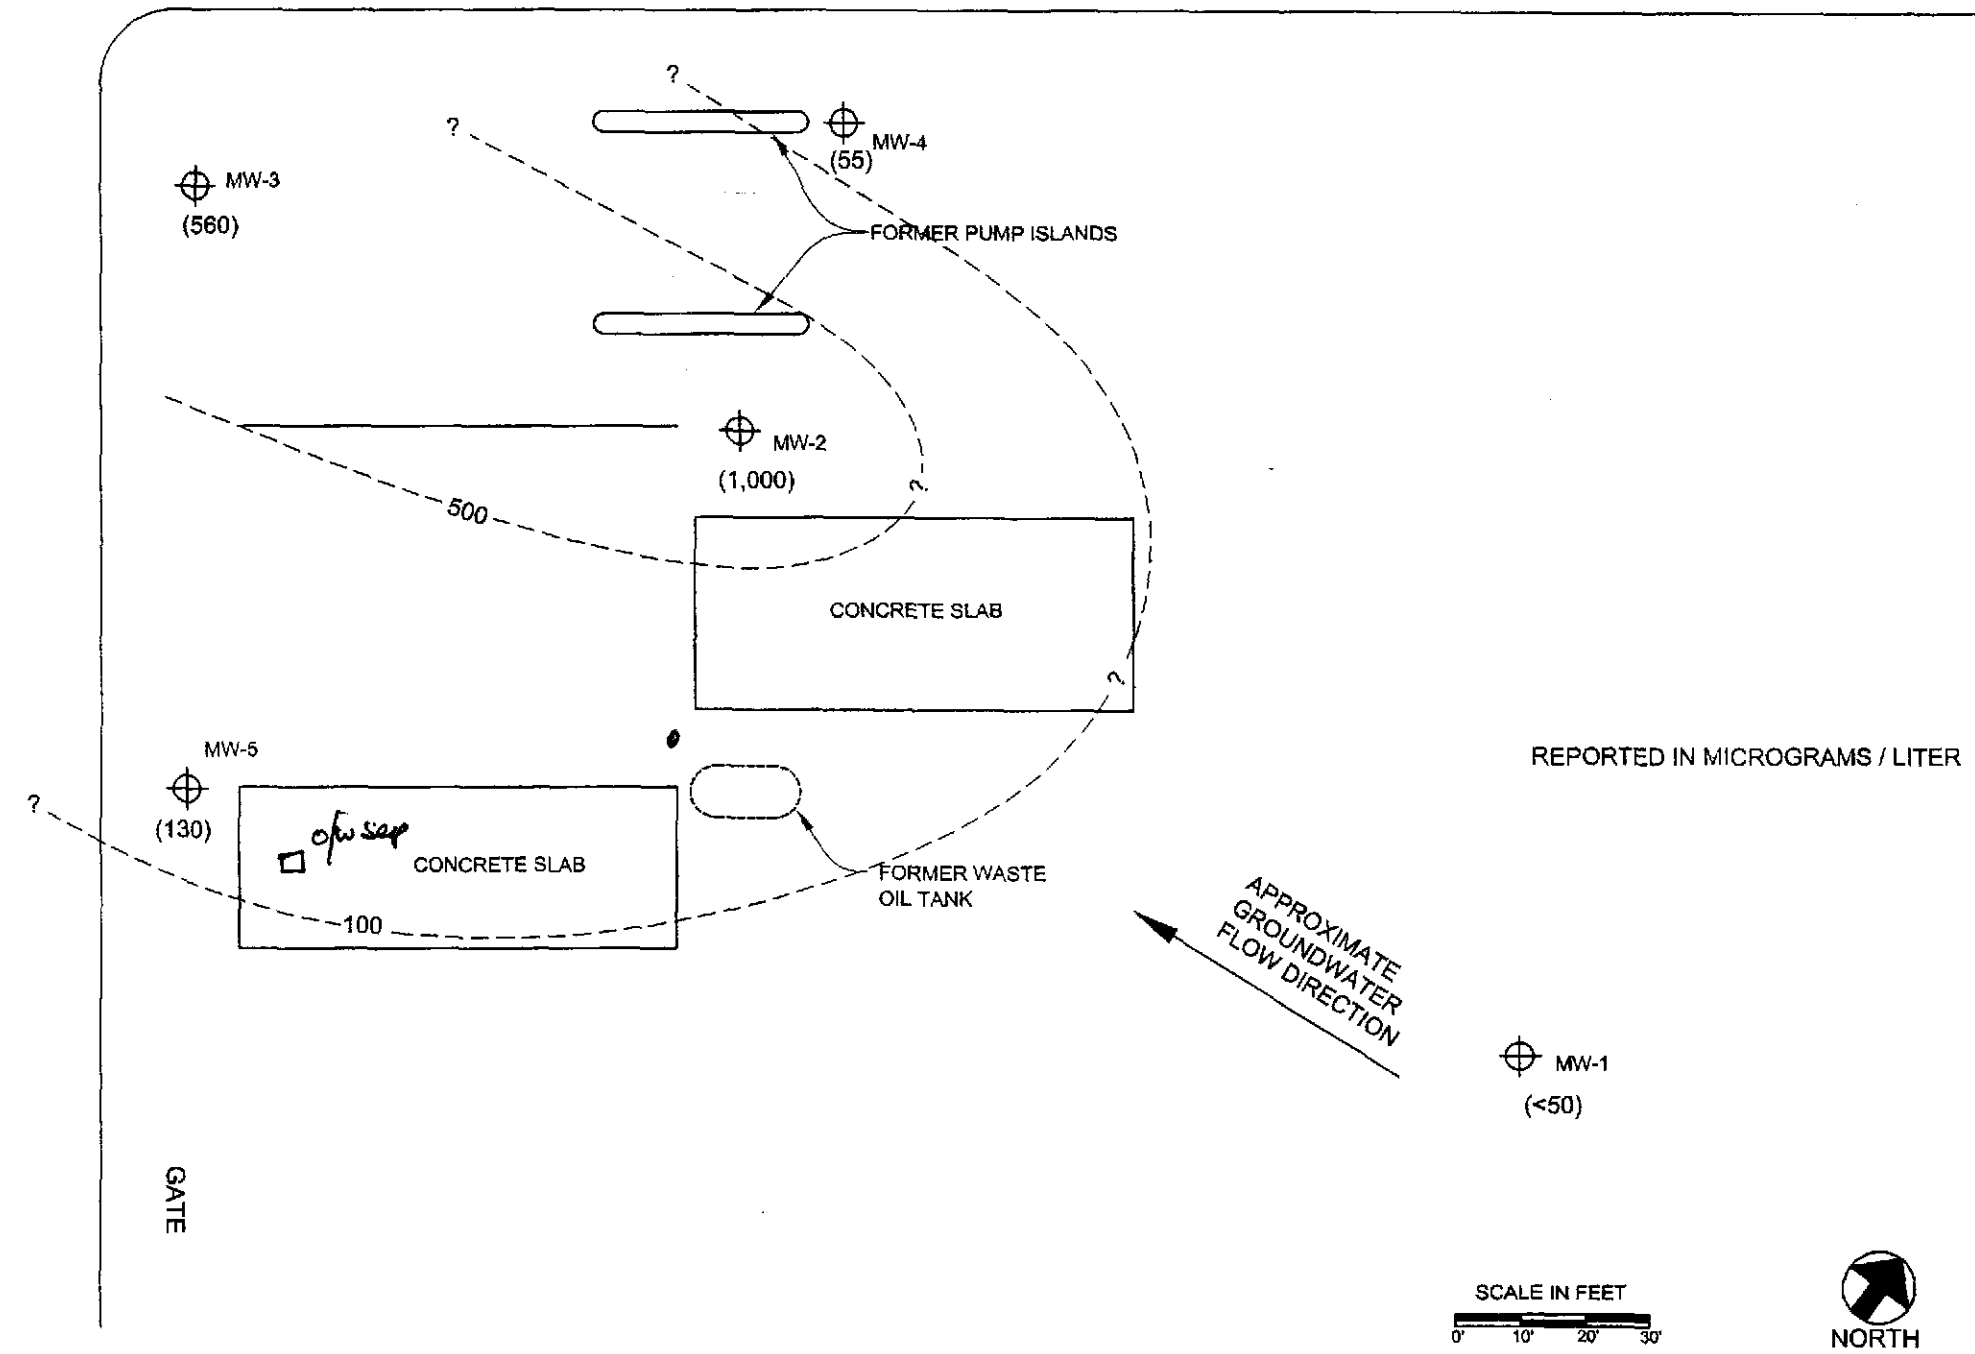 ?
?
MW-4
(55)
MW-3
(560)
FORMER PUMP ISLANDS
MW-2
(1,000)
?
500
CONCRETE SLAB
?
MW-5
(130)
?
o/w sep
CONCRETE SLAB
100
FORMER WASTE
OIL TANK
REPORTED IN MICROGRAMS / LITER
APPROXIMATE
GROUNDWATER
FLOW DIRECTION
MW-1
(<50)
GATE
SCALE IN FEET
0' 10' 20' 30'
NORTH